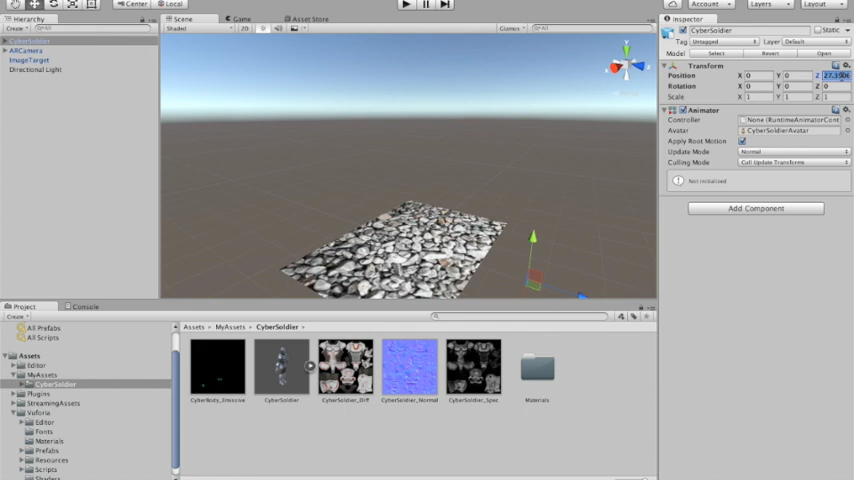 Center Local Account Layers Layout
Hierarchy
Create All
CyberSoldier
ARCamera
ImageTarget
Directional Light
Scene Game Asset Store
Shaded 2D Gizmos All
Inspector
CyberSoldier Static
Tag Untagged Layer Default
Model Select Revert Open
Transform
Position X 0 Y 0 Z
Rotation X 0 Y 0 Z 0
Scale X 1 Y 1 Z 1
Animator
Controller None (RuntimeAnimatorCont
Avatar CyberSoldierAvatar
Apply Root Motion
Update Mode Normal
Culling Mode Cull Update Transforms
Not initialized
Add Component
Project Console
Create
All Prefabs
All Scripts
Assets
Editor
MyAssets
CyberSoldier
Plugins
StreamingAssets
Vuforia
Editor
Fonts
Materials
Prefabs
Resources
Scripts
Shaders
Assets MyAssets CyberSoldier
CyberBody_Emissive CyberSoldier CyberSoldier_Diff CyberSoldier_Normal CyberSoldier_Spec Materials